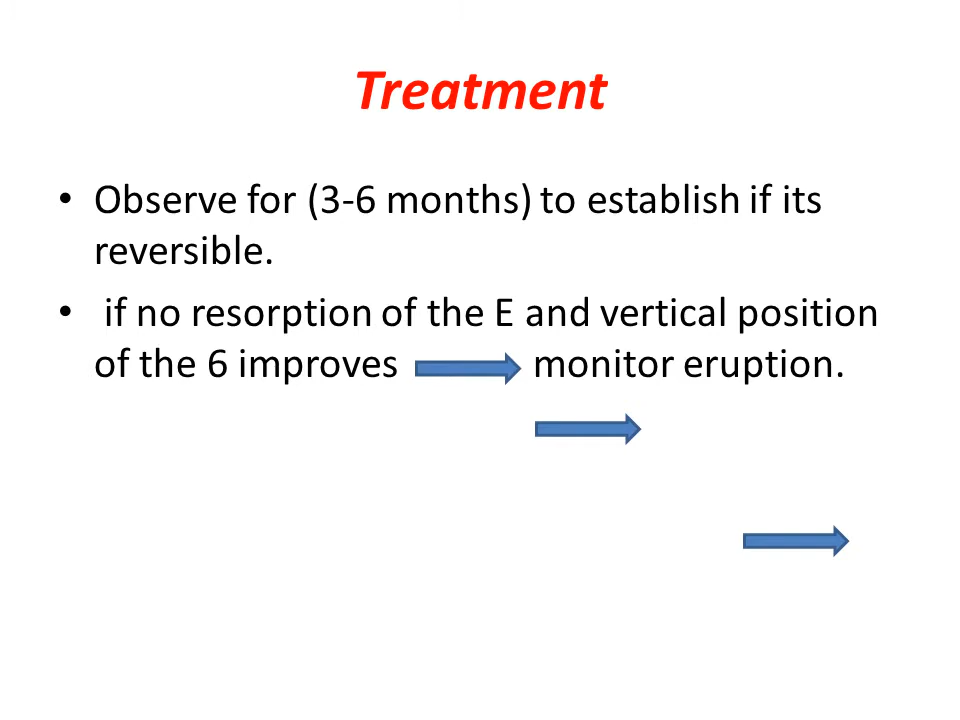 Treatment
• Observe for (3-6 months) to establish if its
reversible.
• if no resorption of the E and vertical position
of the 6 improves monitor eruption.